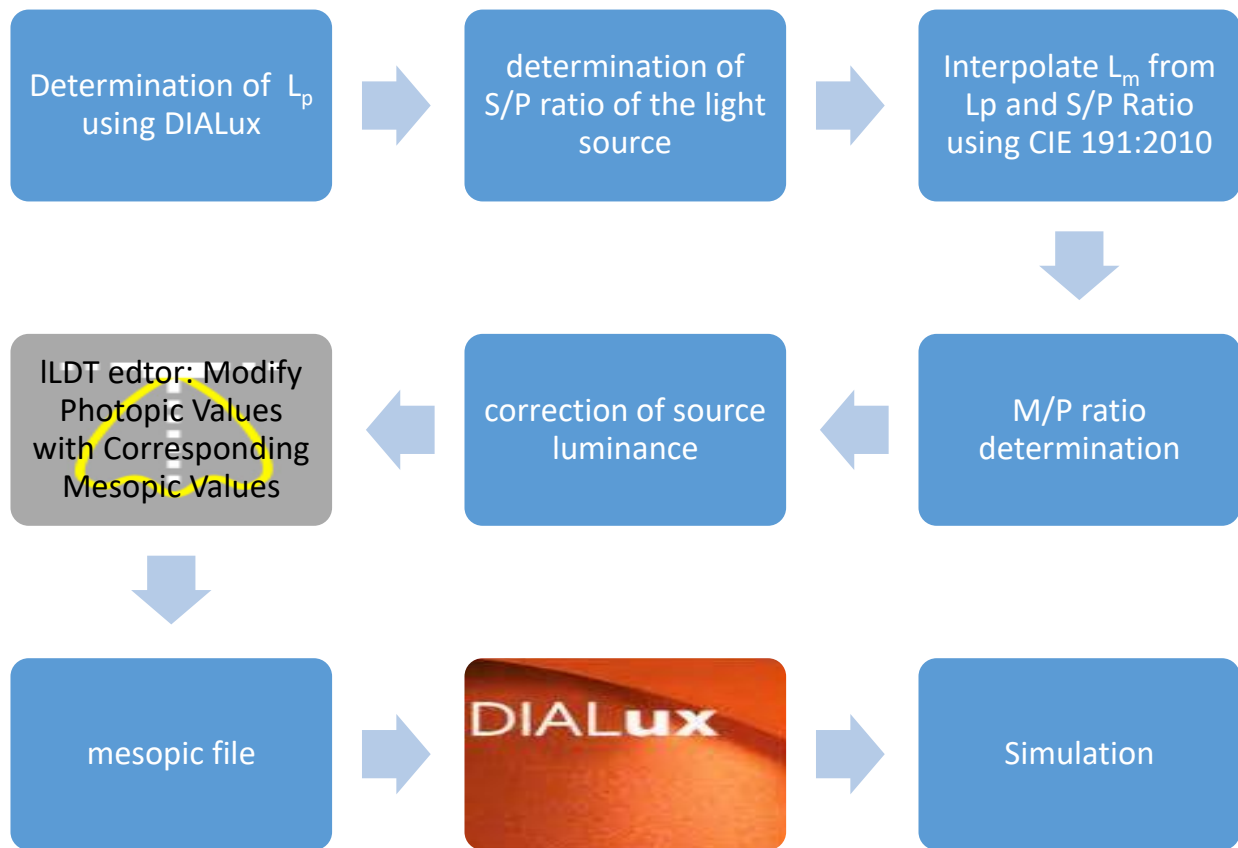 Determination of Lp
using DIALux
determination of
S/P ratio of the light
source
Interpolate Lm from
Lp and S/P Ratio
using CIE 191:2010
M/P ratio
determination
correction of source
luminance
lLDT edtor: Modify
Photopic Values
with Corresponding
Mesopic Values
mesopic file
DIALux
Simulation